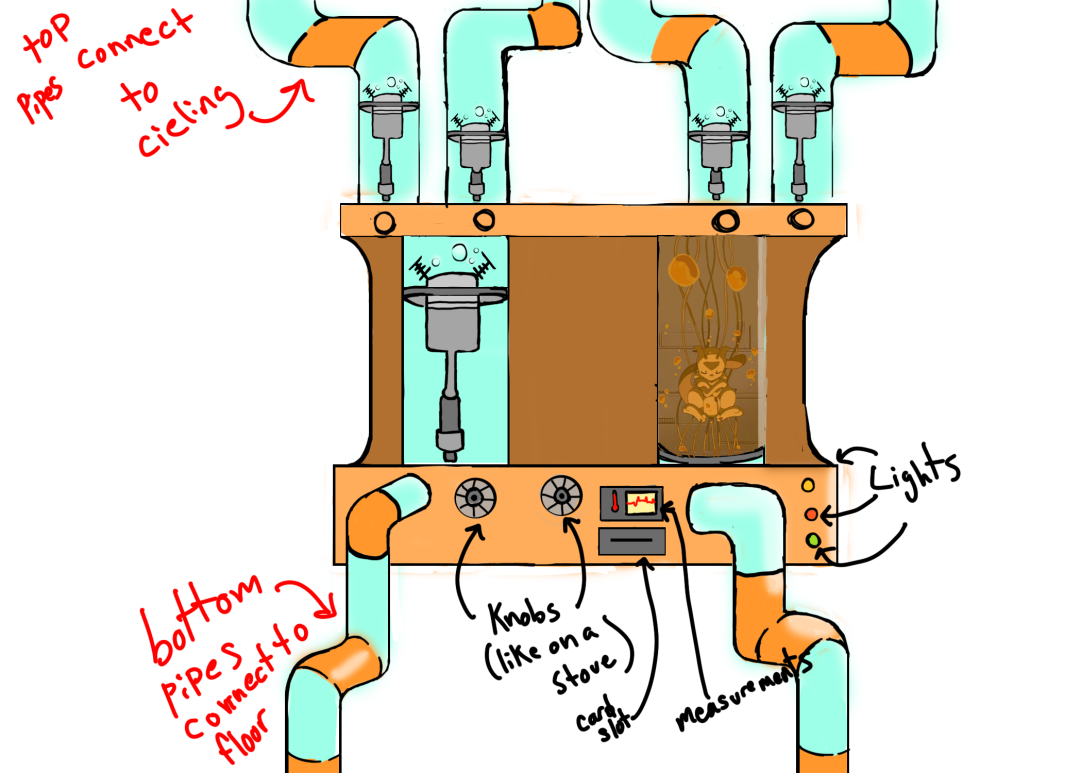 top
pipes connect
to
cieling
Lights
bottom
pipes
connect to
floor
Knobs
(like on a
stove)
card
slot
measurements